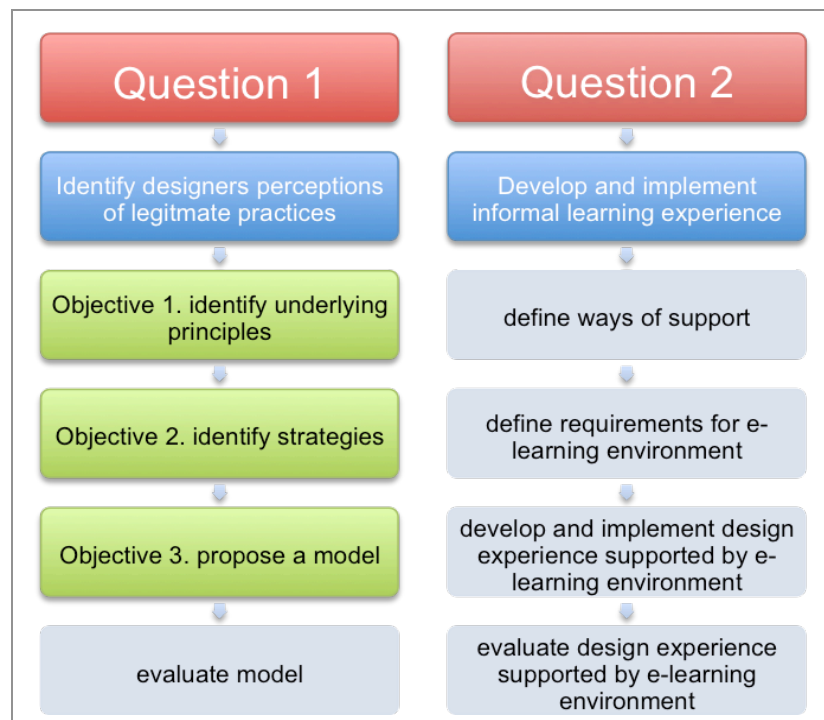 Question 1
Identify designers perceptions
of legitmate practices
Objective 1. identify underlying
principles
Objective 2. identify strategies
Objective 3. propose a model
evaluate model
Question 2
Develop and implement
informal learning experience
define ways of support
define requirements for e-
learning environment
develop and implement design
experience supported by e-
learning environment
evaluate design experience
supported by e-learning
environment